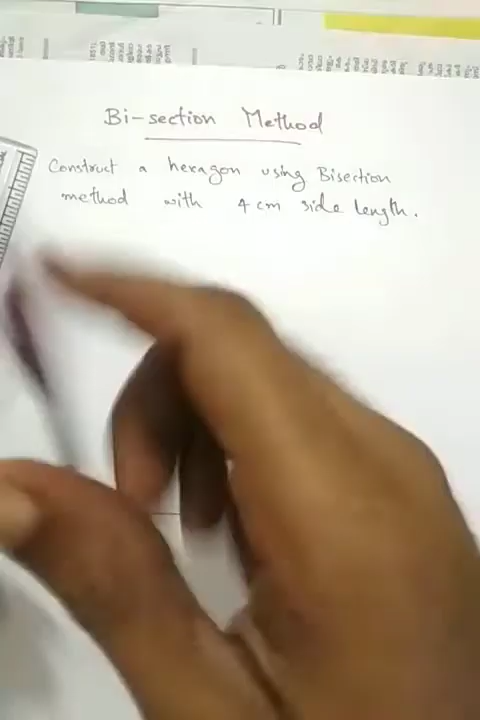 Bi-section Method
Construct a hexagon using Bisection
method with 4 cm side length.